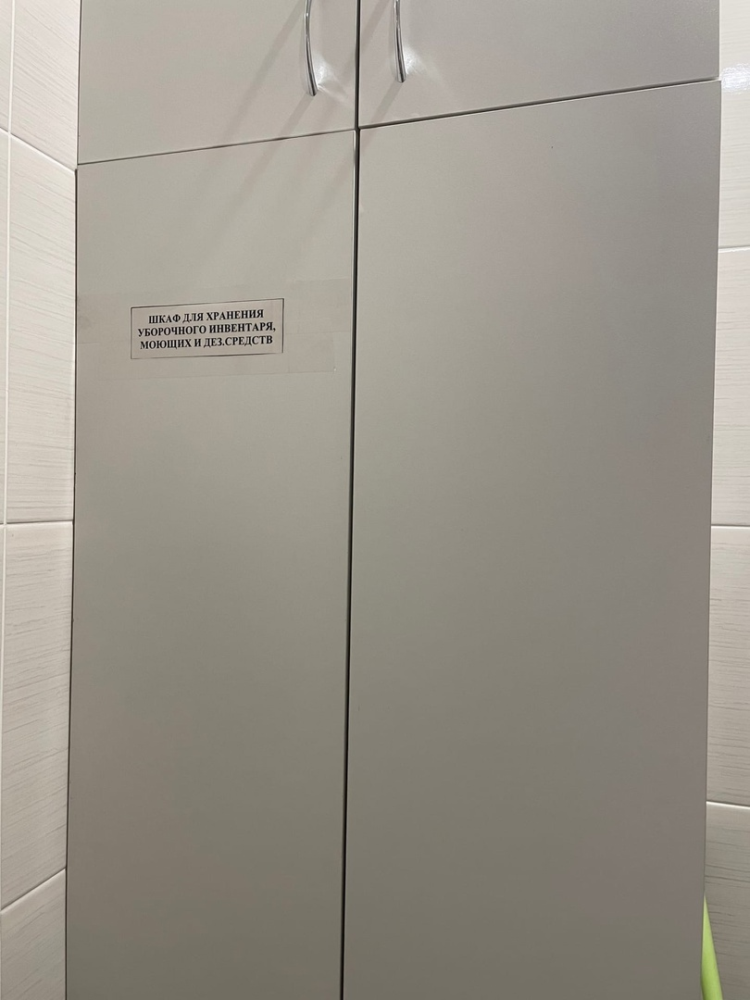 ШКАФ ДЛЯ ХРАНЕНИЯ
УБОРОЧНОГО ИНВЕНТАРЯ,
МОЮЩИХ И ДЕЗ.СРЕДСТВ